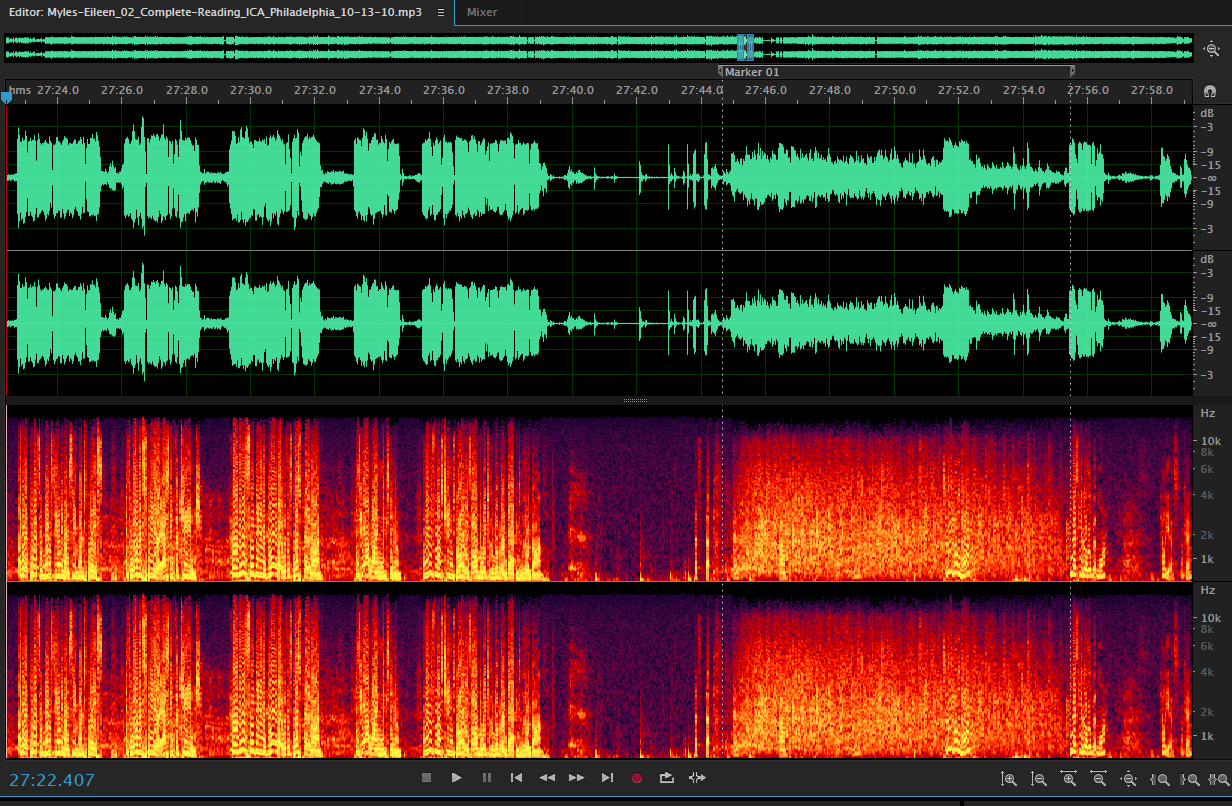 Editor: Myles-Eileen_02_Complete-Reading_ICA_Philadelphia_10-13-10.mp3 Mixer
Marker 01
hms 27:24.0 27:26.0 27:28.0 27:30.0 27:32.0 27:34.0 27:36.0 27:38.0 27:40.0 27:42.0 27:44.0 27:46.0 27:48.0 27:50.0 27:52.0 27:54.0 27:56.0 27:58.0
dB
-3
-9
-15
-∞
-15
-9
-3
dB
-3
-9
-15
-∞
-15
-9
-3
Hz
10k
8k
6k
4k
2k
1k
Hz
10k
8k
6k
4k
2k
1k
27:22.407